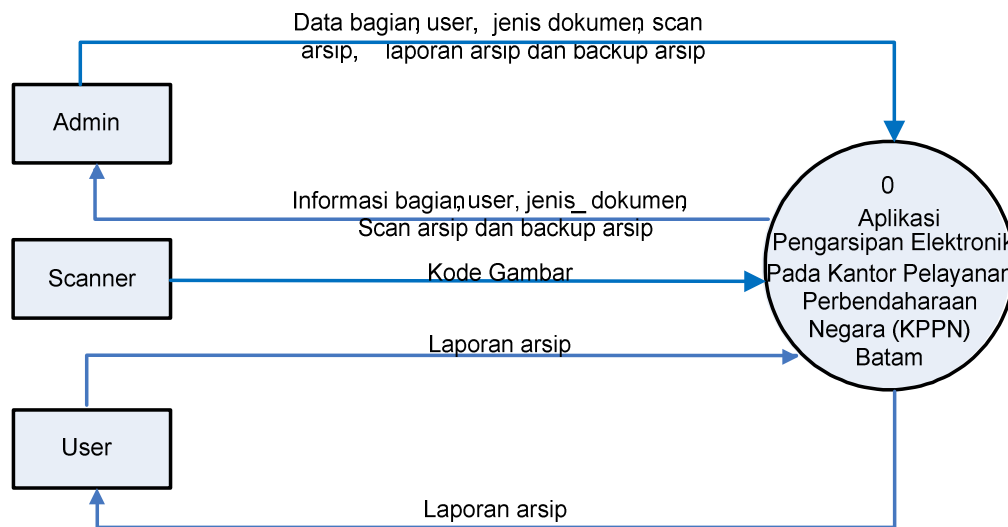 Data bagian, user, jenis dokumen, scan
arsip, laporan arsip dan backup arsip
Admin
Informasi bagian, user, jenis_ dokumen,
Scan arsip dan backup arsip
Scanner
Kode Gambar
Laporan arsip
User
Laporan arsip
0
Aplikasi
Pengarsipan Elektronik
Pada Kantor Pelayanan
Perbendaharaan
Negara (KPPN)
Batam